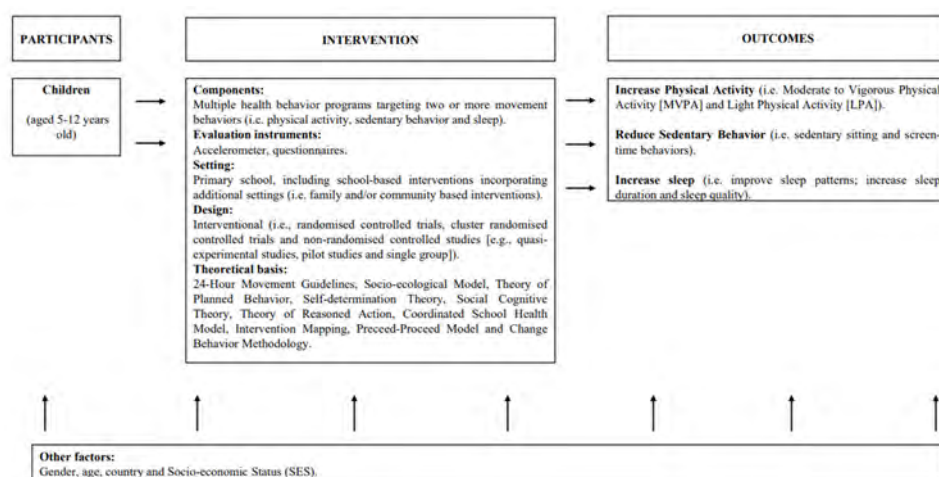 PARTICIPANTS
INTERVENTION
OUTCOMES
Children
(aged 5-12 years
old)
Components:
Multiple health behavior programs targeting two or more movement
behaviors (i.e. physical activity, sedentary behavior and sleep).
Evaluation instruments:
Accelerometer, questionnaires.
Setting:
Primary school, including school-based interventions incorporating
additional settings (i.e. family and/or community based interventions).
Design:
Interventional (i.e., randomised controlled trials, cluster randomised
controlled trials and non-randomised controlled studies [e.g., quasi-
experimental studies, pilot studies and single group]).
Theoretical basis:
24-Hour Movement Guidelines, Socio-ecological Model, Theory of
Planned Behavior, Self-determination Theory, Social Cognitive
Theory, Theory of Reasoned Action, Coordinated School Health
Model, Intervention Mapping, Preceed-Proceed Model and Change
Behavior Methodology.
Increase Physical Activity (i.e. Moderate to Vigorous Physical
Activity [MVPA] and Light Physical Activity [LPA]).
Reduce Sedentary Behavior (i.e. sedentary sitting and screen-
time behaviors).
Increase sleep (i.e. improve sleep patterns; increase sleep
duration and sleep quality).
Other factors:
Gender, age, country and Socio-economic Status (SES).